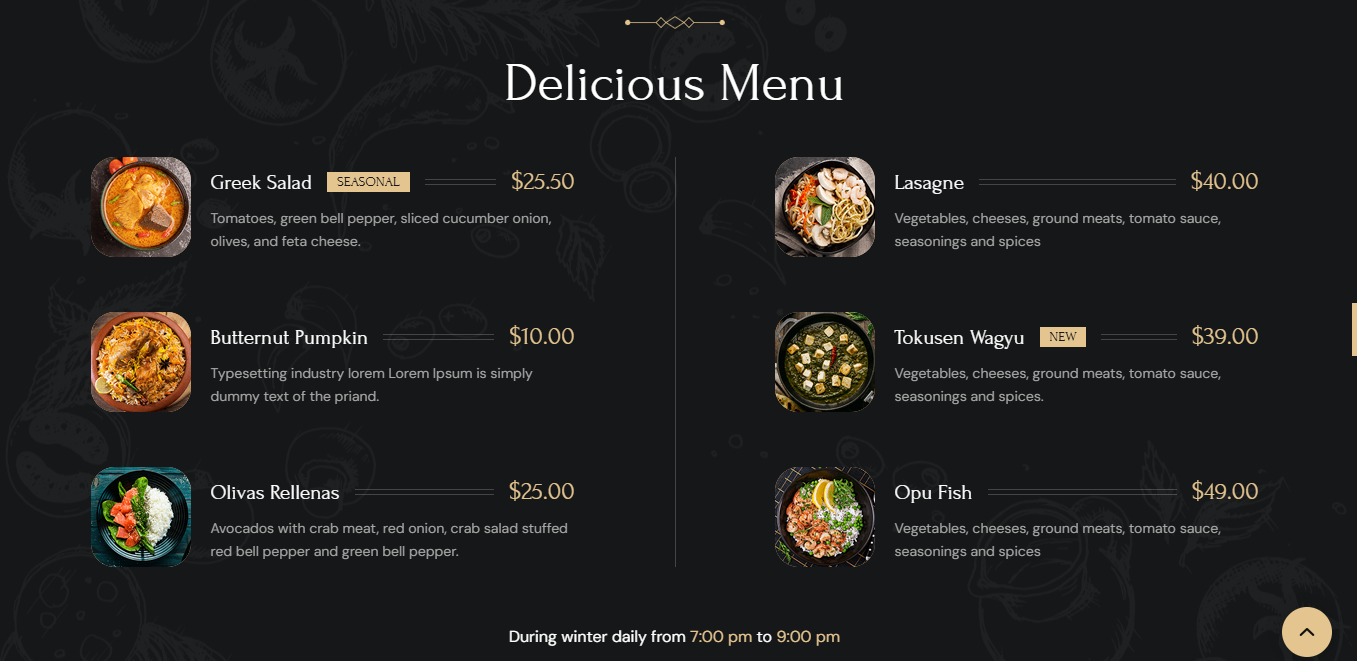 Delicious Menu
Greek Salad SEASONAL $25.50
Tomatoes, green bell pepper, sliced cucumber onion,
olives, and feta cheese.
Butternut Pumpkin $10.00
Typesetting industry lorem Lorem Ipsum is simply
dummy text of the priand.
Olivas Rellenas $25.00
Avocados with crab meat, red onion, crab salad stuffed
red bell pepper and green bell pepper.
Lasagne $40.00
Vegetables, cheeses, ground meats, tomato sauce,
seasonings and spices
Tokusen Wagyu NEW $39.00
Vegetables, cheeses, ground meats, tomato sauce,
seasonings and spices.
Opu Fish $49.00
Vegetables, cheeses, ground meats, tomato sauce,
seasonings and spices
During winter daily from 7:00 pm to 9:00 pm